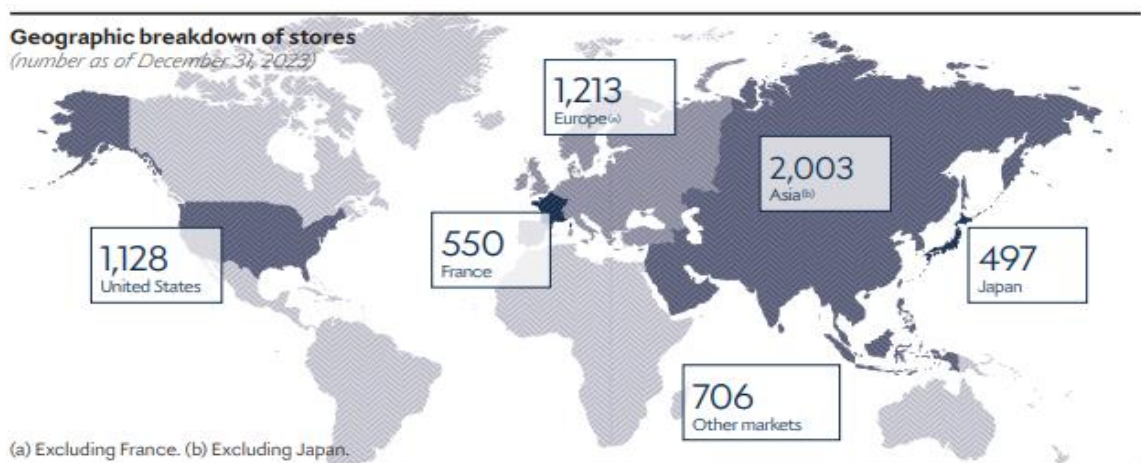 Geographic breakdown of stores
(number as of December 31, 2023)
1,213
Europe(a)
2,003
Asia(b)
1,128
United States
550
France
497
Japan
706
Other markets
(a) Excluding France. (b) Excluding Japan.